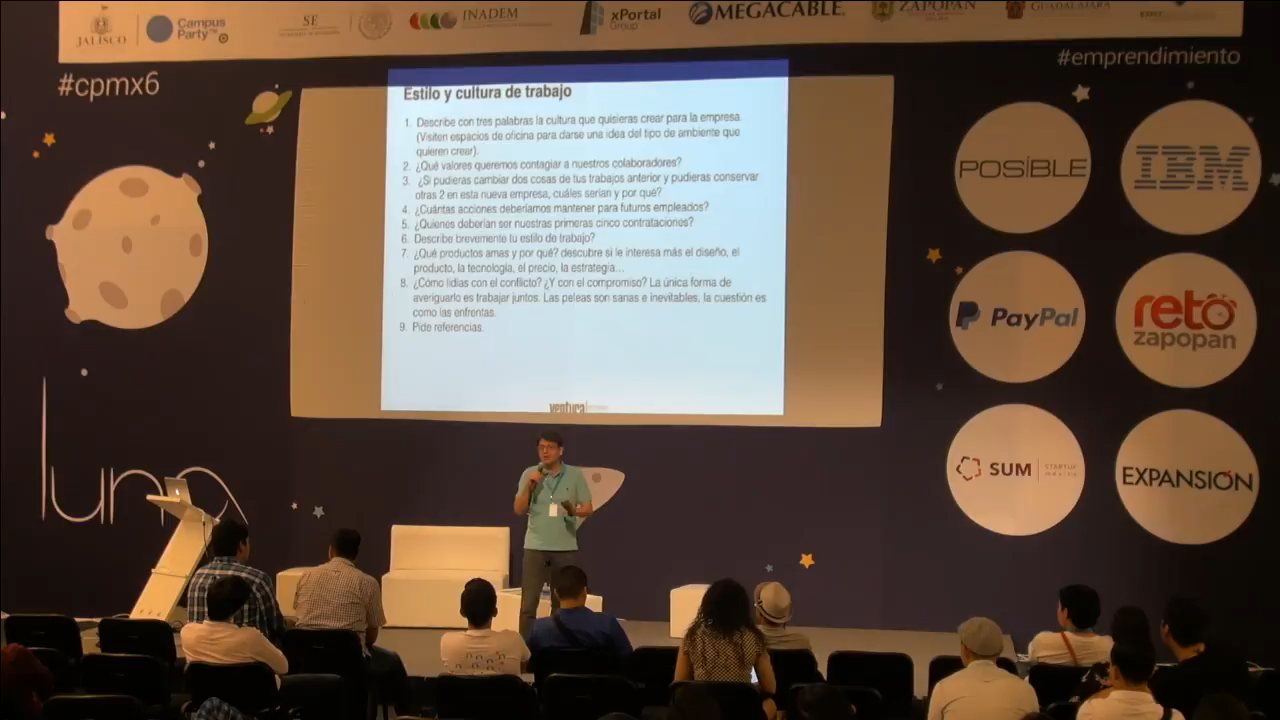 JALISCO
Campus Party
SE
INADEM
xPortal Group
MEGACABLE
ZAPOPAN
GUADALAJARA
#cpmx6
#emprendimiento
Estilo y cultura de trabajo
1. Describe con tres palabras la cultura que quisieras crear para la empresa.
(Visiten espacios de oficina para darse una idea del tipo de ambiente que
quieren crear).
2. ¿Qué valores queremos contagiar a nuestros colaboradores?
3. ¿Si pudieras cambiar dos cosas de tus trabajos anterior y pudieras conservar
otras 2 en esta nueva empresa, cuáles serían y por qué?
4. ¿Cuántas acciones deberíamos mantener para futuros empleados?
5. ¿Quienes deberían ser nuestras primeras cinco contrataciones?
6. Describe brevemente tu estilo de trabajo?
7. ¿Qué productos amas y por qué? descubre si le interesa más el diseño, el
producto, la tecnología, el precio, la estrategia...
8. ¿Cómo lidias con el conflicto? ¿Y con el compromiso? La única forma de
averiguarlo es trabajar juntos. Las peleas son sanas e inevitables, la cuestión es
como las enfrentas.
9. Pide referencias.
ventura
POSÍBLE
IBM
PayPal
reto
zapopan
SUM
STARTUP
MÉXICO
EXPANSIÓN
luna